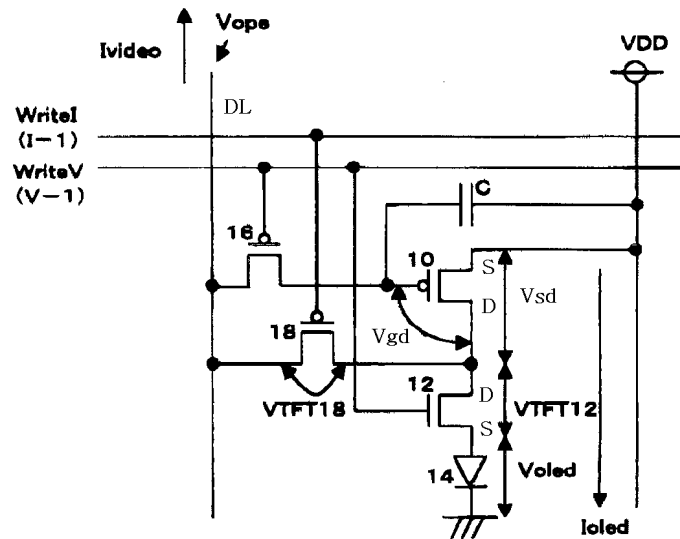 Vope
Ivideo
VDD
DL
WriteI
(I-1)
WriteV
(V-1)
C
16
10
S
D
Vsd
Vgd
18
12
D
S
VTFT18
VTFT12
14
Voled
Ioled